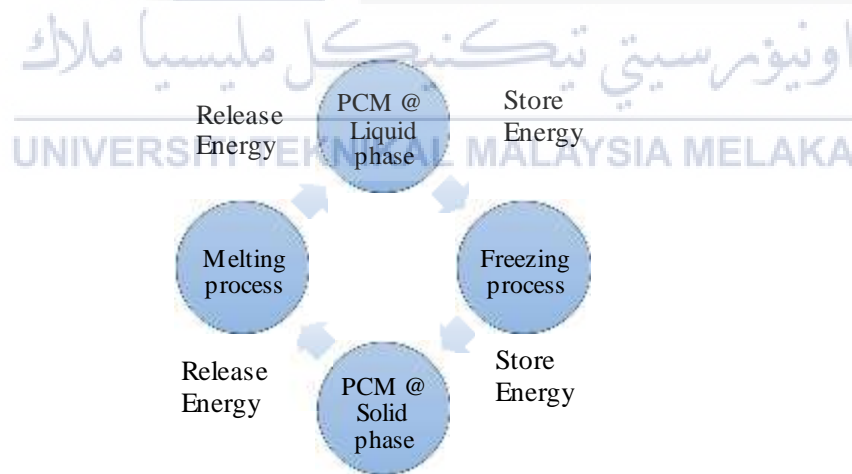 اونيۏرسيتي تيكنيكل مليسيا ملاك
UNIVERSITI TEKNIKAL MALAYSIA MELAKA
PCM @
Liquid
phase
Store
Energy
Freezing
process
Store
Energy
PCM @
Solid
phase
Release
Energy
Melting
process
Release
Energy